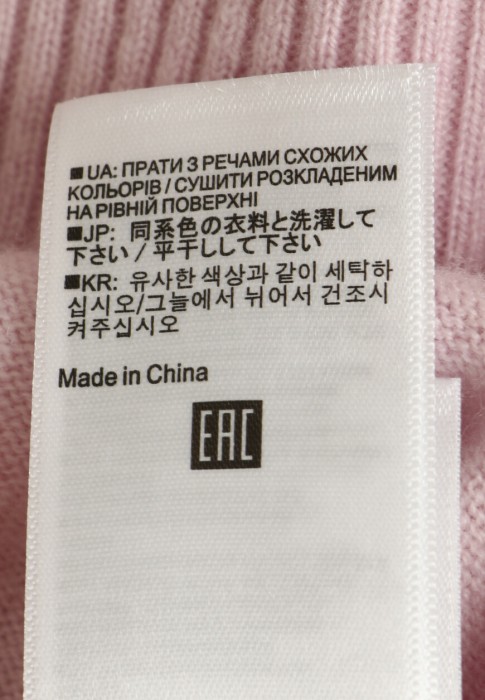 ■ UA: ПРАТИ З РЕЧАМИ СХОЖИХ
КОЛЬОРІВ / СУШИТИ РОЗКЛАДЕНИМ
НА РІВНІЙ ПОВЕРХНІ
■JP: 同系色の衣料と洗濯して
下さい / 平干しして下さい
■KR: 유사한 색상과 같이 세탁하
십시오/그늘에서 뉘어서 건조시
켜주십시오
Made in China
EAC